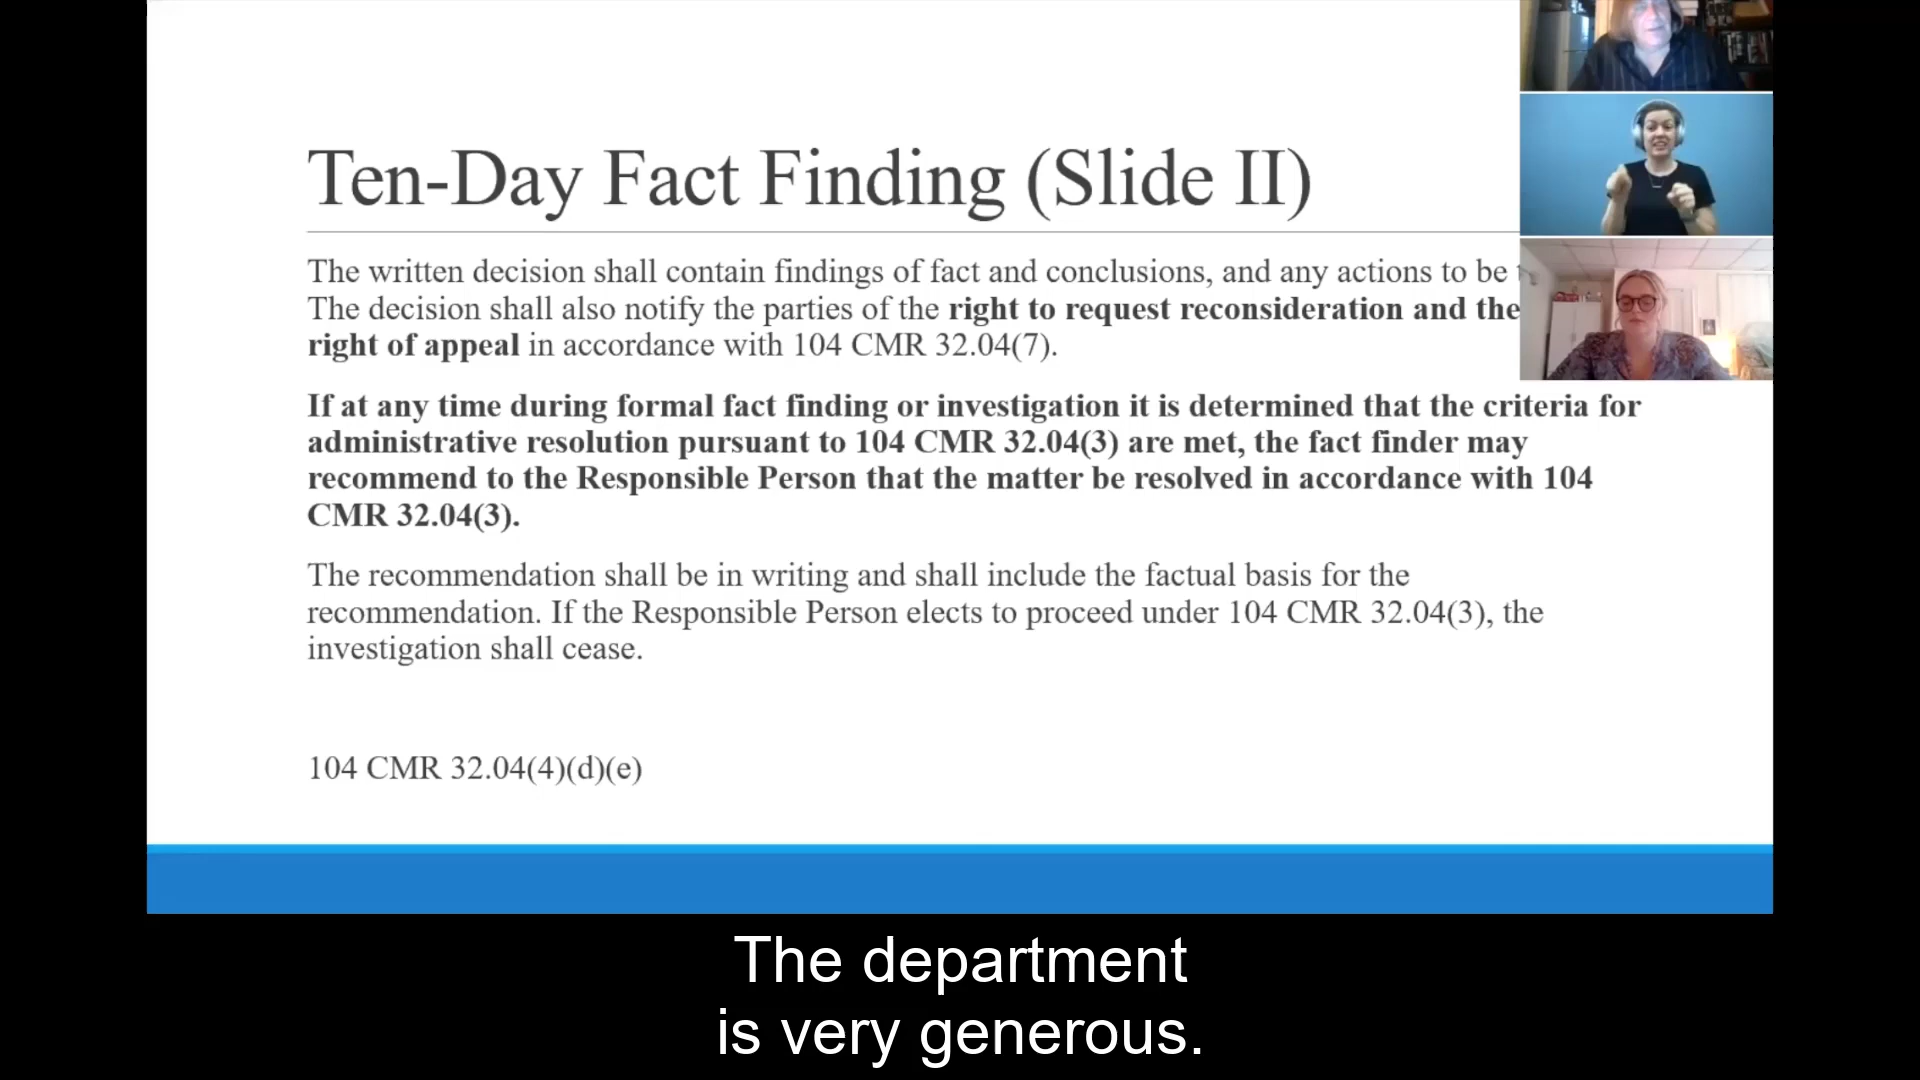 Ten-Day Fact Finding (Slide II)
The written decision shall contain findings of fact and conclusions, and any actions to be
The decision shall also notify the parties of the right to request reconsideration and the
right of appeal in accordance with 104 CMR 32.04(7).
If at any time during formal fact finding or investigation it is determined that the criteria for
administrative resolution pursuant to 104 CMR 32.04(3) are met, the fact finder may
recommend to the Responsible Person that the matter be resolved in accordance with 104
CMR 32.04(3).
The recommendation shall be in writing and shall include the factual basis for the
recommendation. If the Responsible Person elects to proceed under 104 CMR 32.04(3), the
investigation shall cease.
104 CMR 32.04(4)(d)(e)
The department
is very generous.